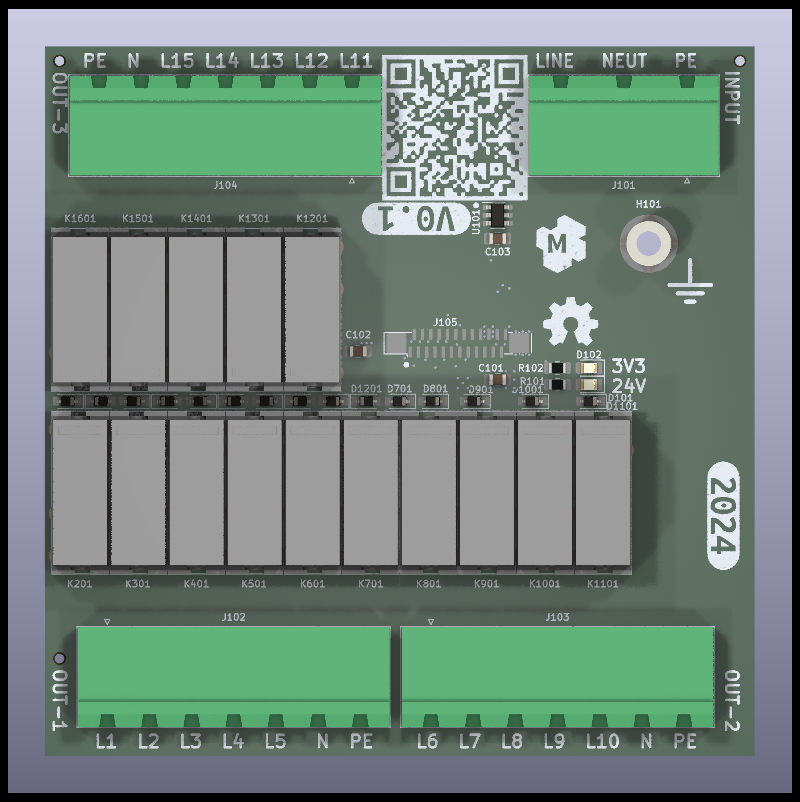 PE N L15 L14 L13 L12 L11
LINE NEUT PE
OUT-3
INPUT
J104
J101
V0.1
U101
C103
M
H101
K1601 K1501 K1401 K1301 K1201
J105
C102
C101
R102
D102
3V3
R101
24V
D1201 D701 D801 D901 D1001
D101
D1101
2024
K201 K301 K401 K501 K601 K701 K801 K901 K1001 K1101
J102
J103
OUT-1
OUT-2
L1 L2 L3 L4 L5 N PE
L6 L7 L8 L9 L10 N PE